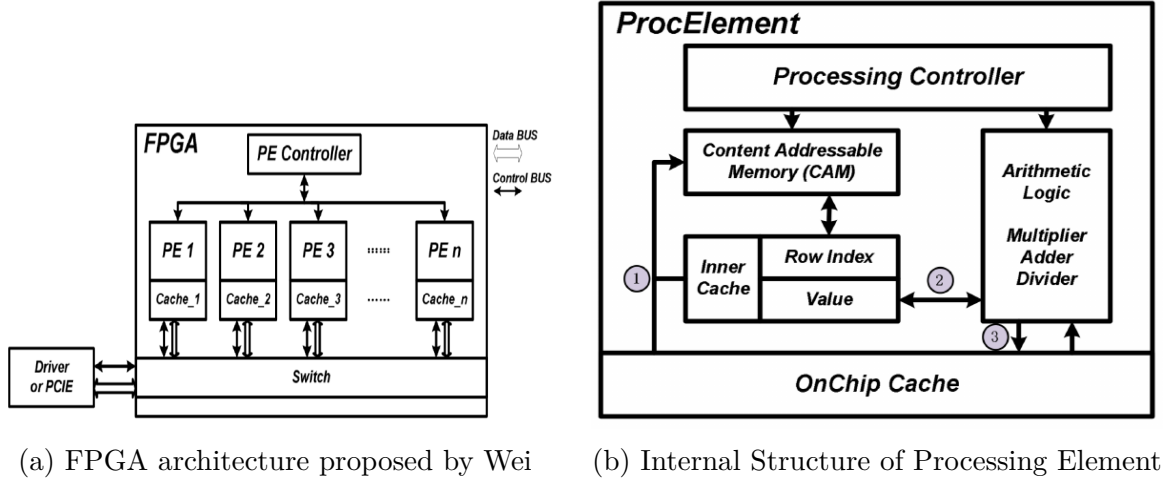 FPGA
PE Controller
Data BUS
Control BUS
PE 1
PE 2
PE 3
......
PE n
Cache_1
Cache_2
Cache_3
......
Cache_n
Driver
or PCIE
Switch
(a) FPGA architecture proposed by Wei
ProcElement
Processing Controller
Content Addressable
Memory (CAM)
Arithmetic
Logic
Multiplier
Adder
Divider
1
Inner
Cache
Row Index
Value
2
3
OnChip Cache
(b) Internal Structure of Processing Element